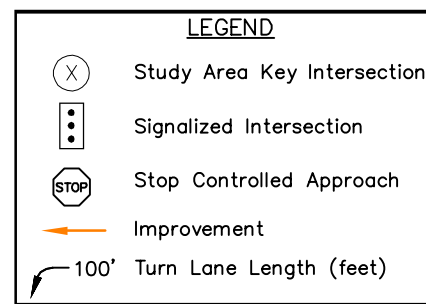 LEGEND
X Study Area Key Intersection
Signalized Intersection
STOP Stop Controlled Approach
Improvement
100' Turn Lane Length (feet)